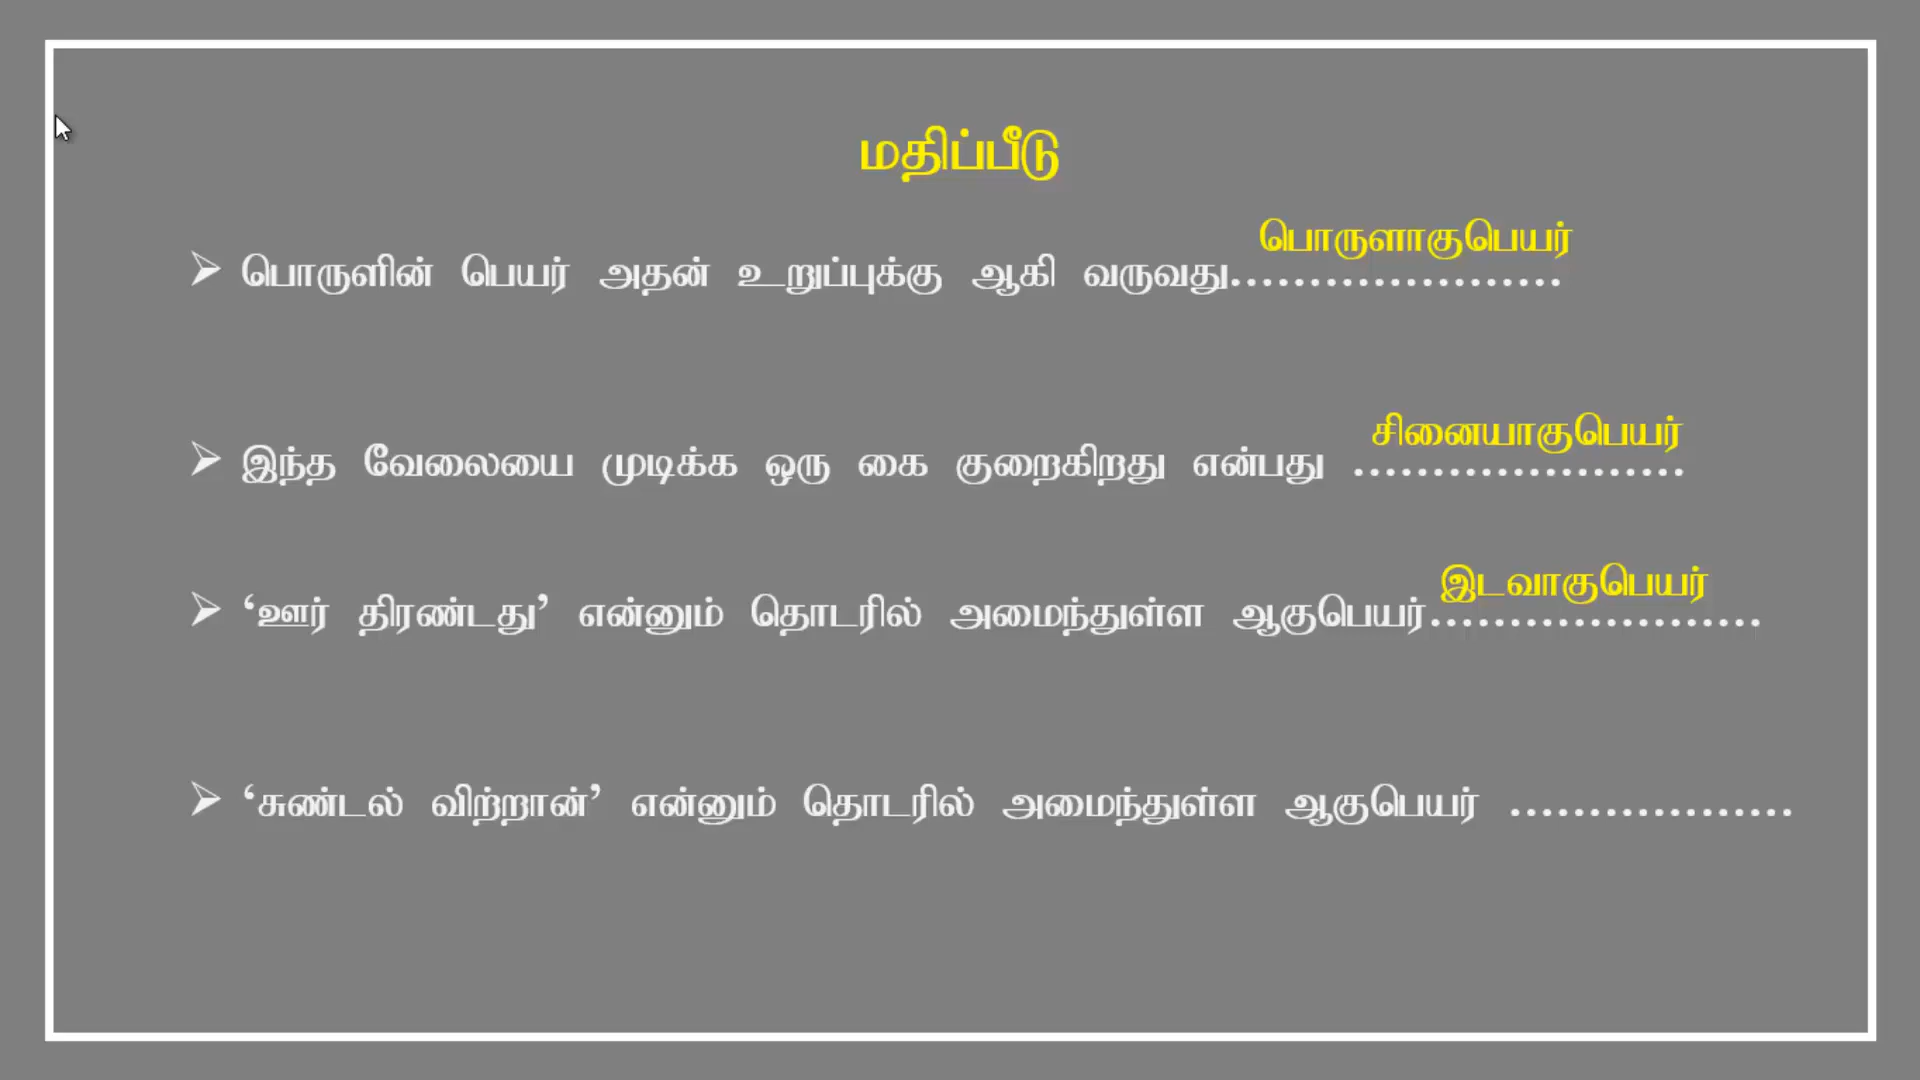 மதிப்பீடு
பொருளாகுபெயர்
பொருளின் பெயர் அதன் உறுப்புக்கு ஆகி வருவது.....................
சினையாகுபெயர்
இந்த வேலையை முடிக்க ஒரு கை குறைகிறது என்பது .....................
இடவாகுபெயர்
‘ஊர் திரண்டது’ என்னும் தொடரில் அமைந்துள்ள ஆகுபெயர்.....................
‘சுண்டல் விற்றான்’ என்னும் தொடரில் அமைந்துள்ள ஆகுபெயர் ..................